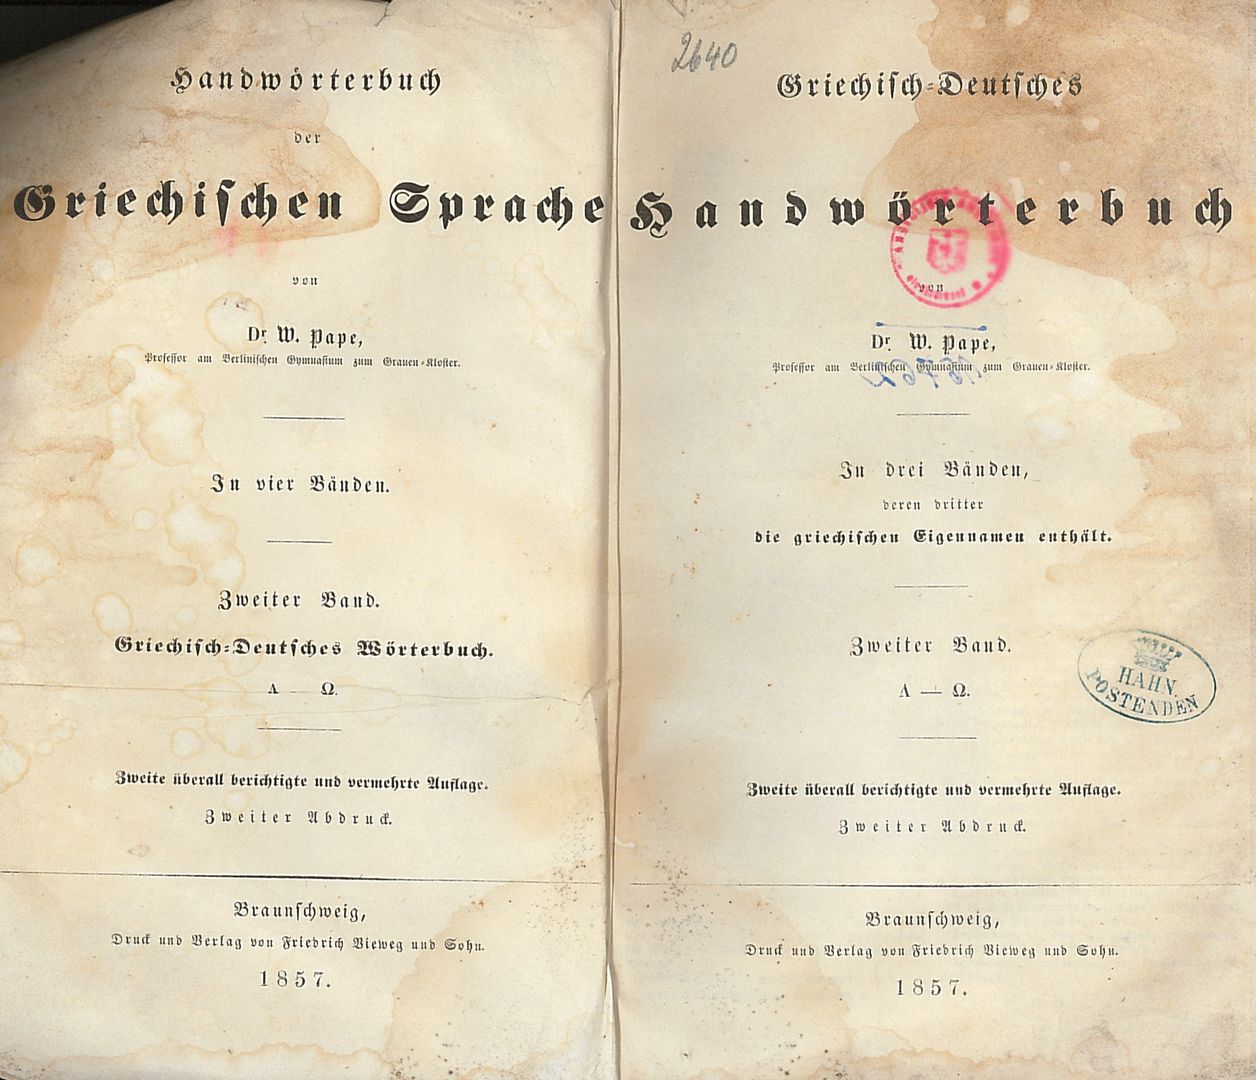 Handwörterbuch
der
Griechischen Sprache
von
Dr. W. Pape,
Professor am Berlinischen Gymnasium zum Grauen-Kloster.
In vier Bänden.
Zweiter Band.
Griechisch-Deutsches Wörterbuch.
Λ — Ω.
Zweite überall berichtigte und vermehrte Auflage.
Zweiter Abdruck.
Braunschweig,
Druck und Verlag von Friedrich Vieweg und Sohn.
1857.
2640
Griechisch-Deutsches
Handwörterbuch
von
Dr. W. Pape,
Professor am Berlinischen Gymnasium zum Grauen-Kloster.
In drei Bänden,
deren dritter
die griechischen Eigennamen enthält.
Zweiter Band.
Λ — Ω.
HAHN.
POSTENDEN
Zweite überall berichtigte und vermehrte Auflage.
Zweiter Abdruck.
Braunschweig,
Druck und Verlag von Friedrich Vieweg und Sohn.
1857.